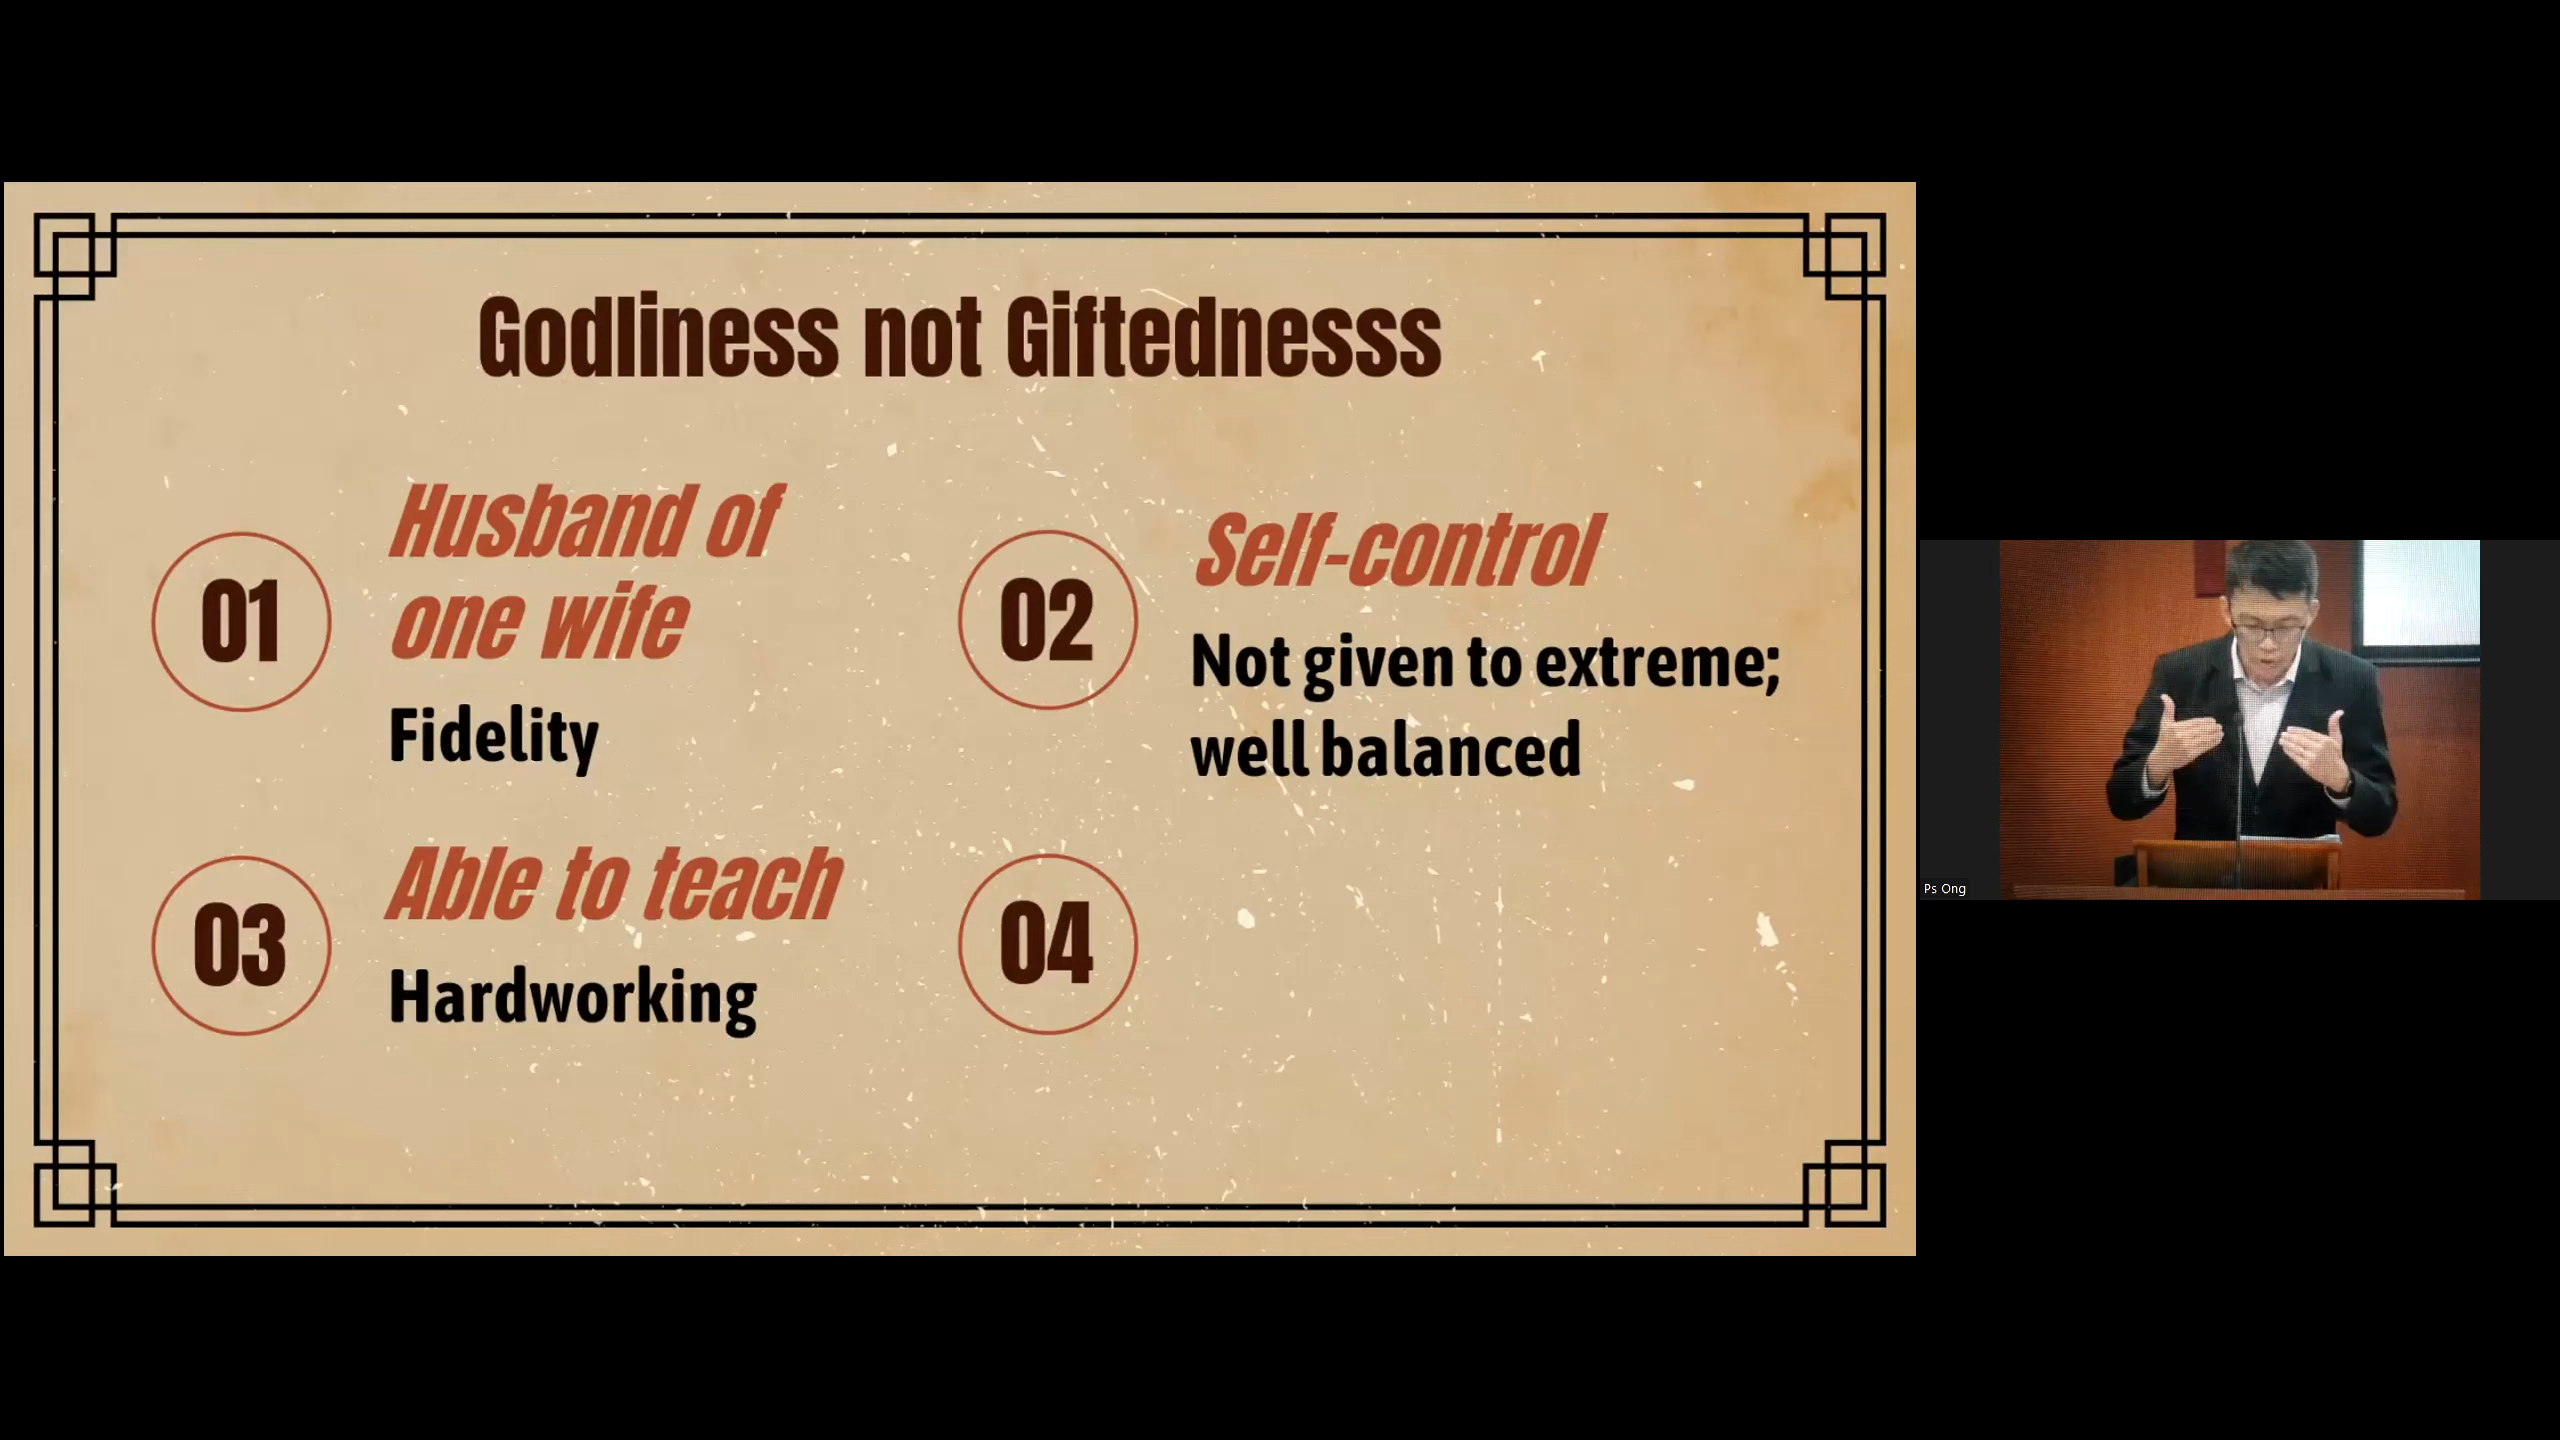 Godliness not Giftednesss
01
Husband of
one wife
Fidelity
02
Self-control
Not given to extreme;
well balanced
03
Able to teach
Hardworking
04
Ps Ong